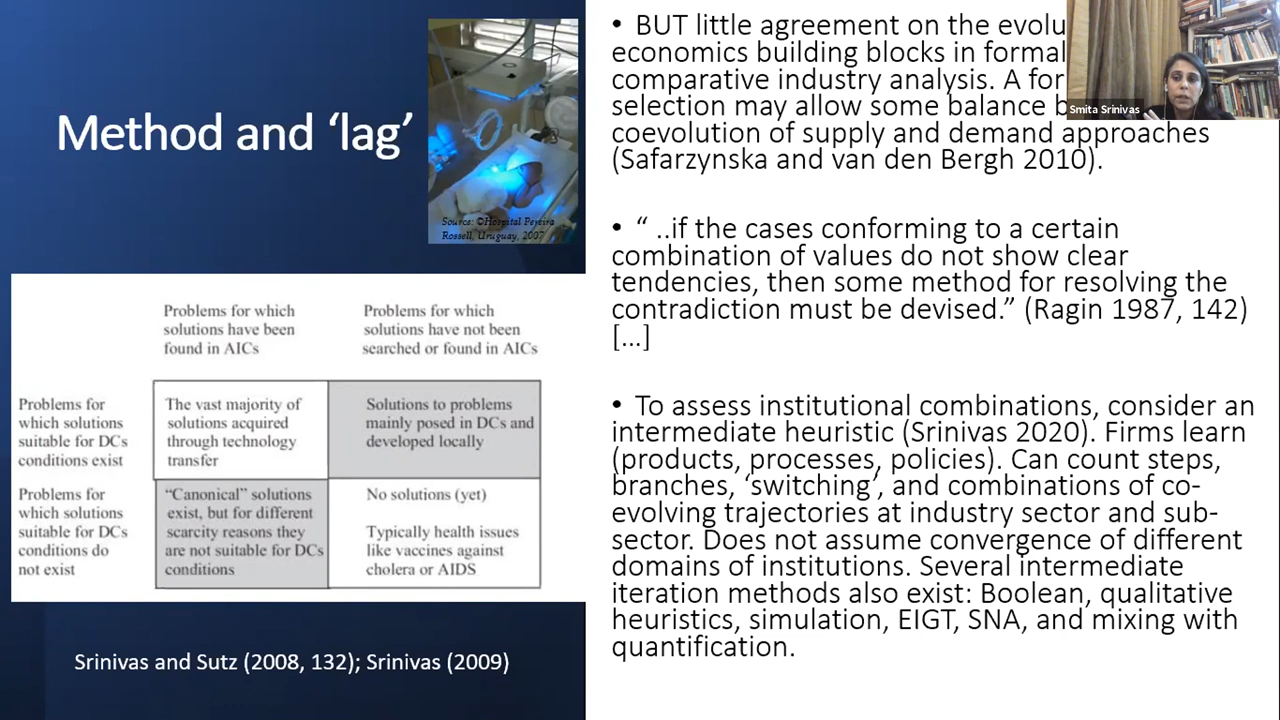 Method and ‘lag’
Source: ©Hospital Pereira
Rossell, Uruguay, 2007
Problems for which
solutions have been
found in AICs
Problems for which
solutions have not been
searched or found in AICs
Problems for
which solutions
suitable for DCs
conditions exist
The vast majority of
solutions acquired
through technology
transfer
Solutions to problems
mainly posed in DCs and
developed locally
Problems for
which solutions
suitable for DCs
conditions do
not exist
“Canonical” solutions
exist, but for different
scarcity reasons they
are not suitable for DCs
conditions
No solutions (yet)
Typically health issues
like vaccines against
cholera or AIDS
Srinivas and Sutz (2008, 132); Srinivas (2009)
• BUT little agreement on the evolu
economics building blocks in formal
comparative industry analysis. A for
selection may allow some balance b
coevolution of supply and demand approaches
(Safarzynska and van den Bergh 2010).
• “ ..if the cases conforming to a certain
combination of values do not show clear
tendencies, then some method for resolving the
contradiction must be devised.” (Ragin 1987, 142)
[...]
• To assess institutional combinations, consider an
intermediate heuristic (Srinivas 2020). Firms learn
(products, processes, policies). Can count steps,
branches, ‘switching’, and combinations of co-
evolving trajectories at industry sector and sub-
sector. Does not assume convergence of different
domains of institutions. Several intermediate
iteration methods also exist: Boolean, qualitative
heuristics, simulation, EIGT, SNA, and mixing with
quantification.
Smita Srinivas